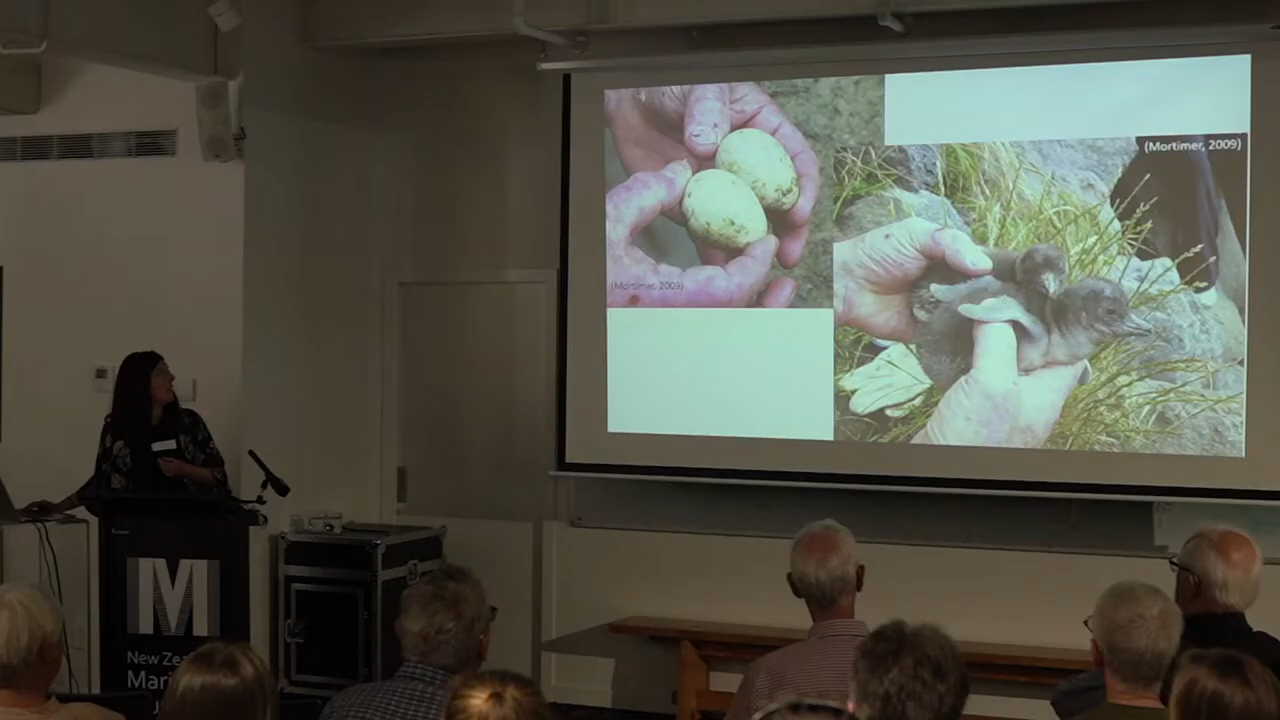 (Mortimer, 2009)
(Mortimer, 2009)
M
New Zea
Mari
J